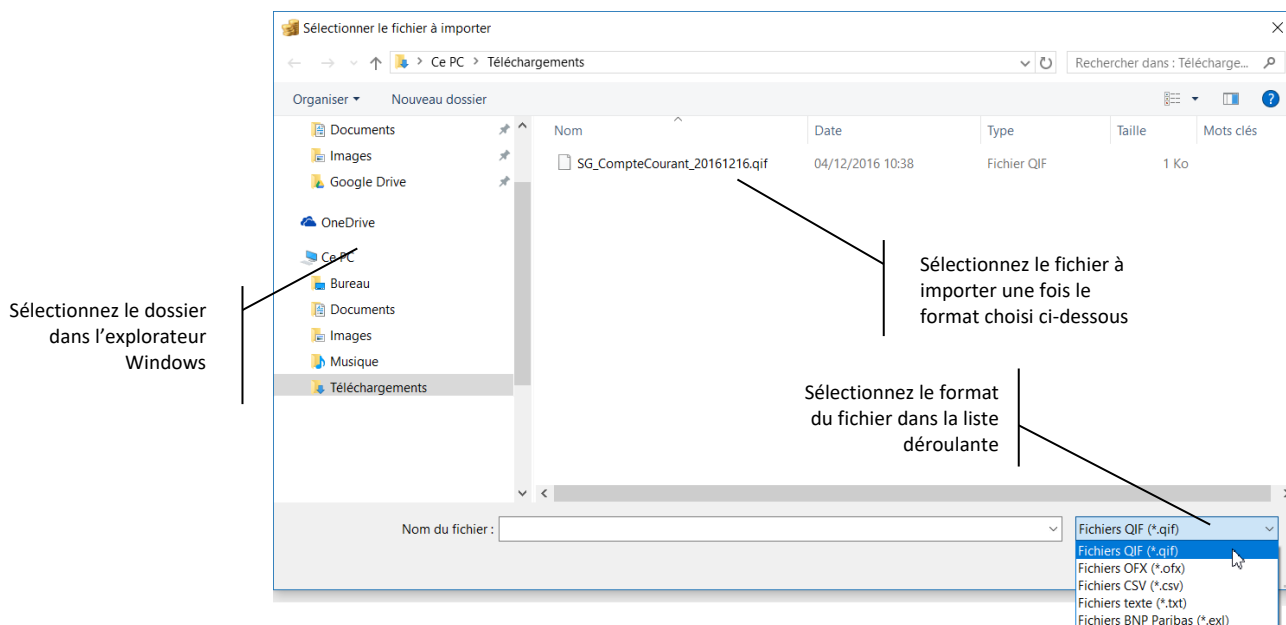 Sélectionner le fichier à importer
Ce PC > Téléchargements
Rechercher dans : Télécharge...
Organiser
Nouveau dossier
Documents
Images
Google Drive
OneDrive
Ce PC
Bureau
Documents
Images
Musique
Téléchargements
Nom Date Type Taille Mots clés
SG_CompteCourant_20161216.qif 04/12/2016 10:38 Fichier QIF 1 Ko
Sélectionnez le dossier
dans l’explorateur
Windows
Sélectionnez le fichier à
importer une fois le
format choisi ci-dessous
Sélectionnez le format
du fichier dans la liste
déroulante
Nom du fichier :
Fichiers QIF (*.qif)
Fichiers QIF (*.qif)
Fichiers OFX (*.ofx)
Fichiers CSV (*.csv)
Fichiers texte (*.txt)
Fichiers BNP Paribas (*.exl)